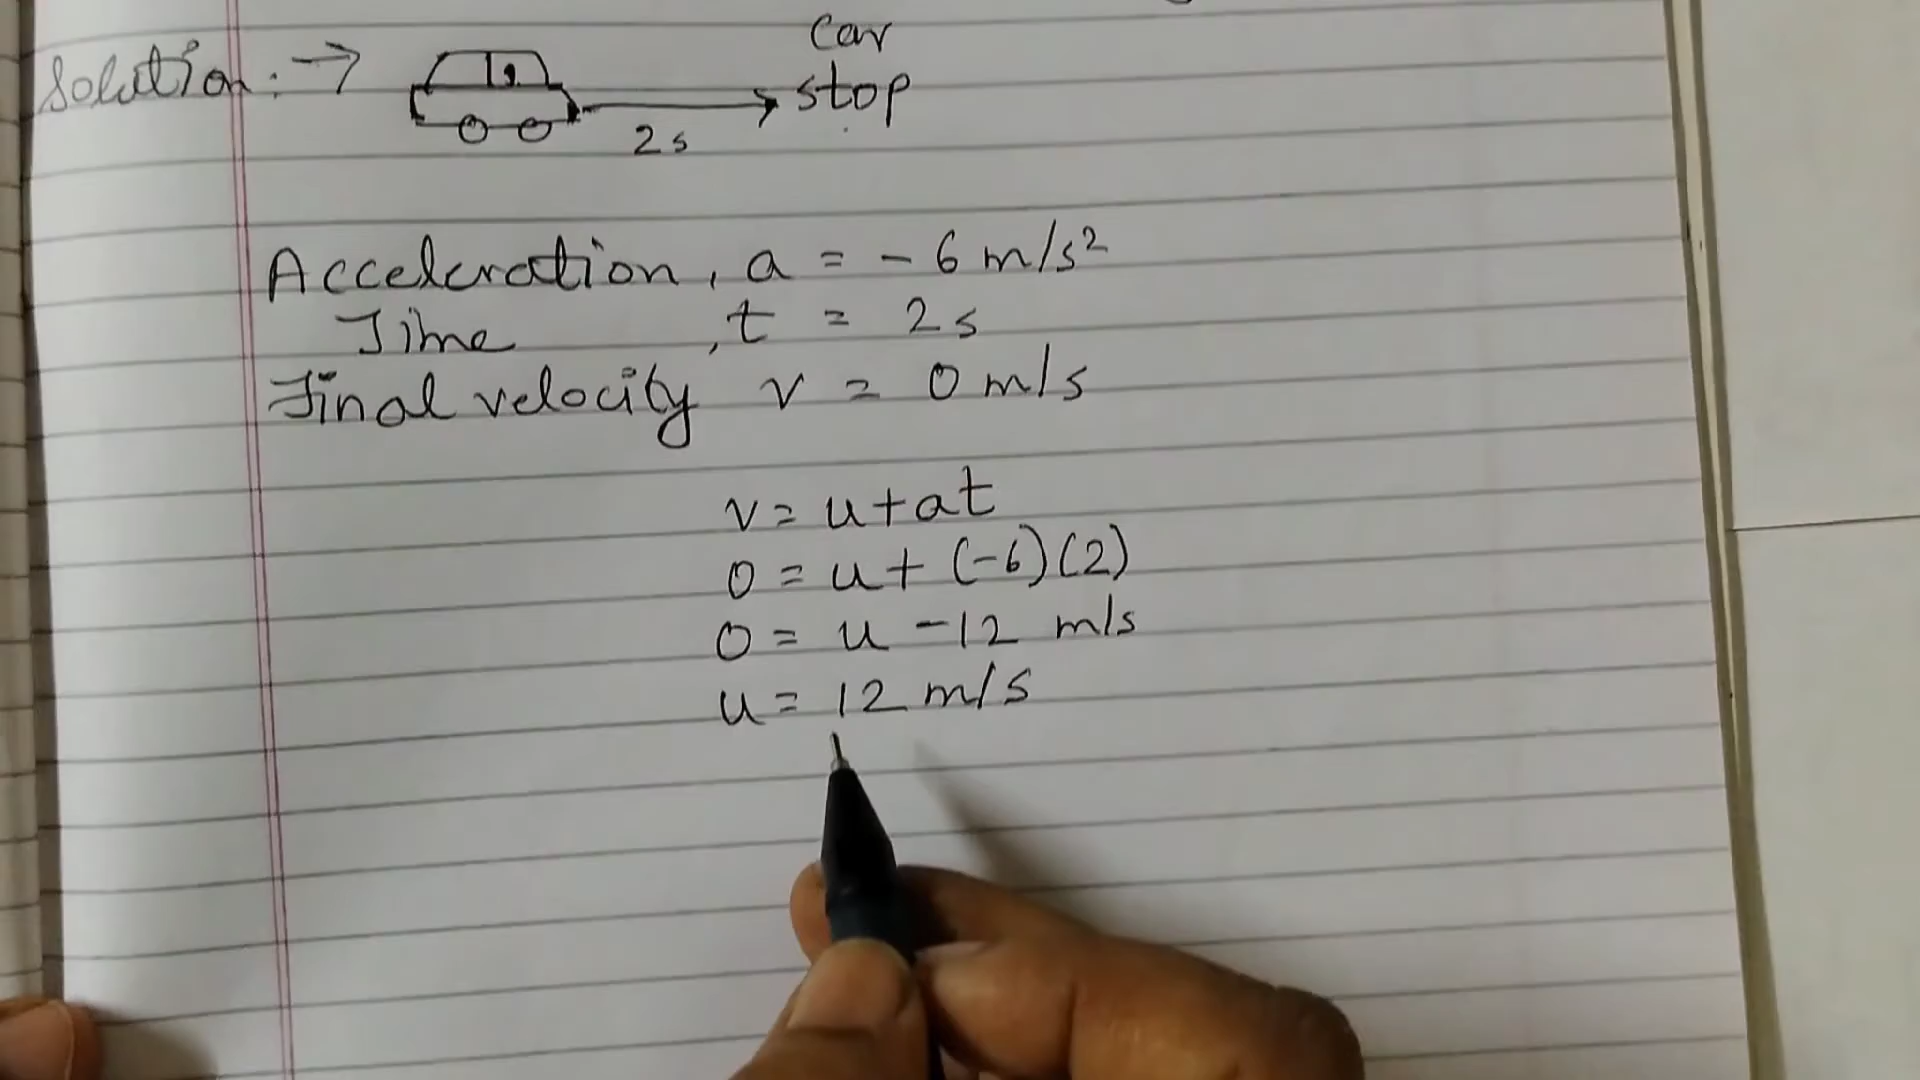 Solution :→
Car
stop
2s
Acceleration, a = - 6 m/s²
Time , t = 2s
Final velocity v = 0 m/s
v = u+at
0 = u+ (-6)(2)
0 = u -12 m/s
u = 12 m/s